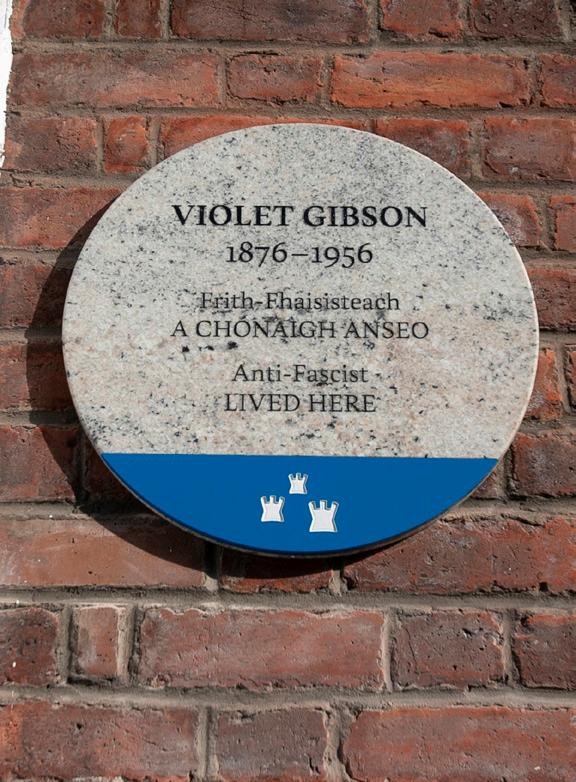 VIOLET GIBSON
1876–1956
Frith-Fhaisisteach
A CHÓNAIGH ANSEO
Anti-Fascist
LIVED HERE